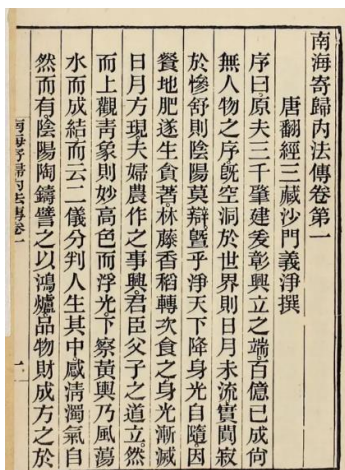 南海寄歸内法傳卷第一
唐翻經三藏沙門義淨撰
序曰原夫三千肇建爰彰興立之端百億已成尚
無人物之序旣空洞於世界則日月未流實閴寂
於慘舒則陰陽莫辯曁乎淨天下降身光自隨因
餐地肥遂生貪著林藤香稻轉次食之身光漸滅
日月方現夫婦農作之事興君臣父子之道立然
而上觀靑象則妙高色而浮光下察黃輿乃風蕩
水而成結而云二儀分判人生其中感淸濁氣自
然而有陰陽陶鑄譬之以鴻爐品物財成方之於
南海寄歸内法傳卷一
一